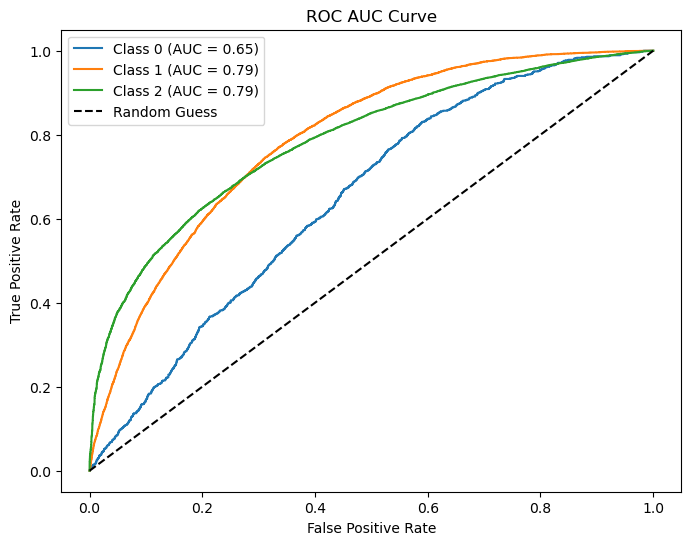 ROC AUC Curve
Class 0 (AUC = 0.65)
Class 1 (AUC = 0.79)
Class 2 (AUC = 0.79)
Random Guess
True Positive Rate
1.0
0.8
0.6
0.4
0.2
0.0
0.0 0.2 0.4 0.6 0.8 1.0
False Positive Rate